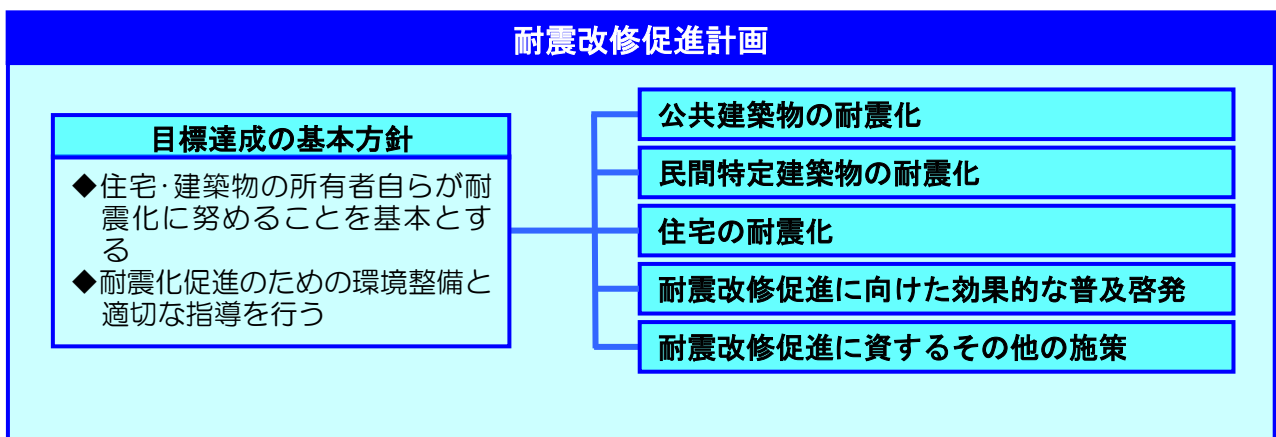 耐震改修促進計画
目標達成の基本方針
◆住宅・建築物の所有者自らが耐
震化に努めることを基本とす
る
◆耐震化促進のための環境整備と
適切な指導を行う
公共建築物の耐震化
民間特定建築物の耐震化
住宅の耐震化
耐震改修促進に向けた効果的な普及啓発
耐震改修促進に資するその他の施策